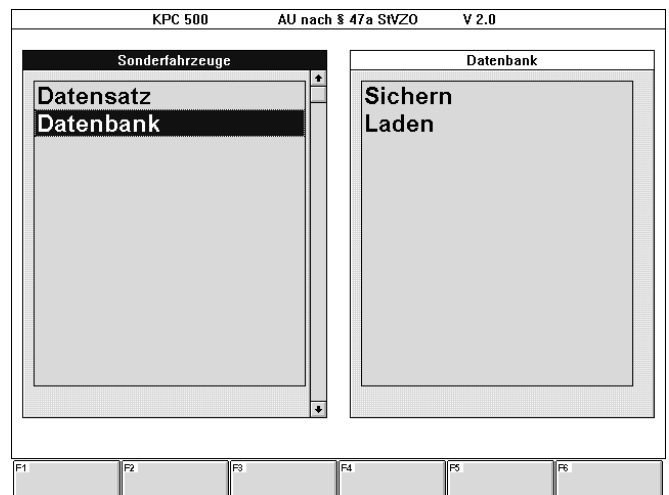 KPC 500 AU nach § 47a StVZO V 2.0
Sonderfahrzeuge
Datensatz
Datenbank
Datenbank
Sichern
Laden
F1 F2 F3 F4 F5 F6